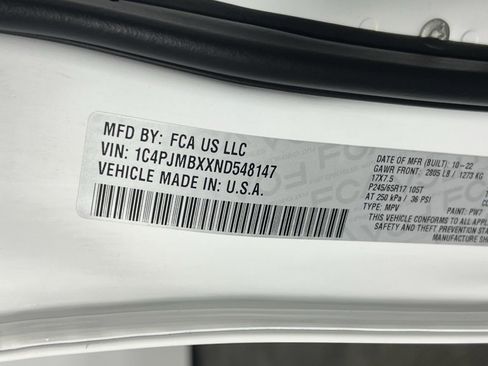 MFD BY: FCA US LLC
VIN: 1C4PJMBXXND548147
VEHICLE MADE IN: U.S.A.
DATE OF MFR (BUILT): 10-22
GAWR FRONT: 2805 LB / 1273 KG
17X7.5
P245/65R17 105T
AT 250 kPa / 36 PSI
TYPE: MPV
PAINT: PW7
THIS VEHICLE CONFORMS TO ALL
SAFETY AND THEFT PREVENTION STA
MANUFACTURE SH